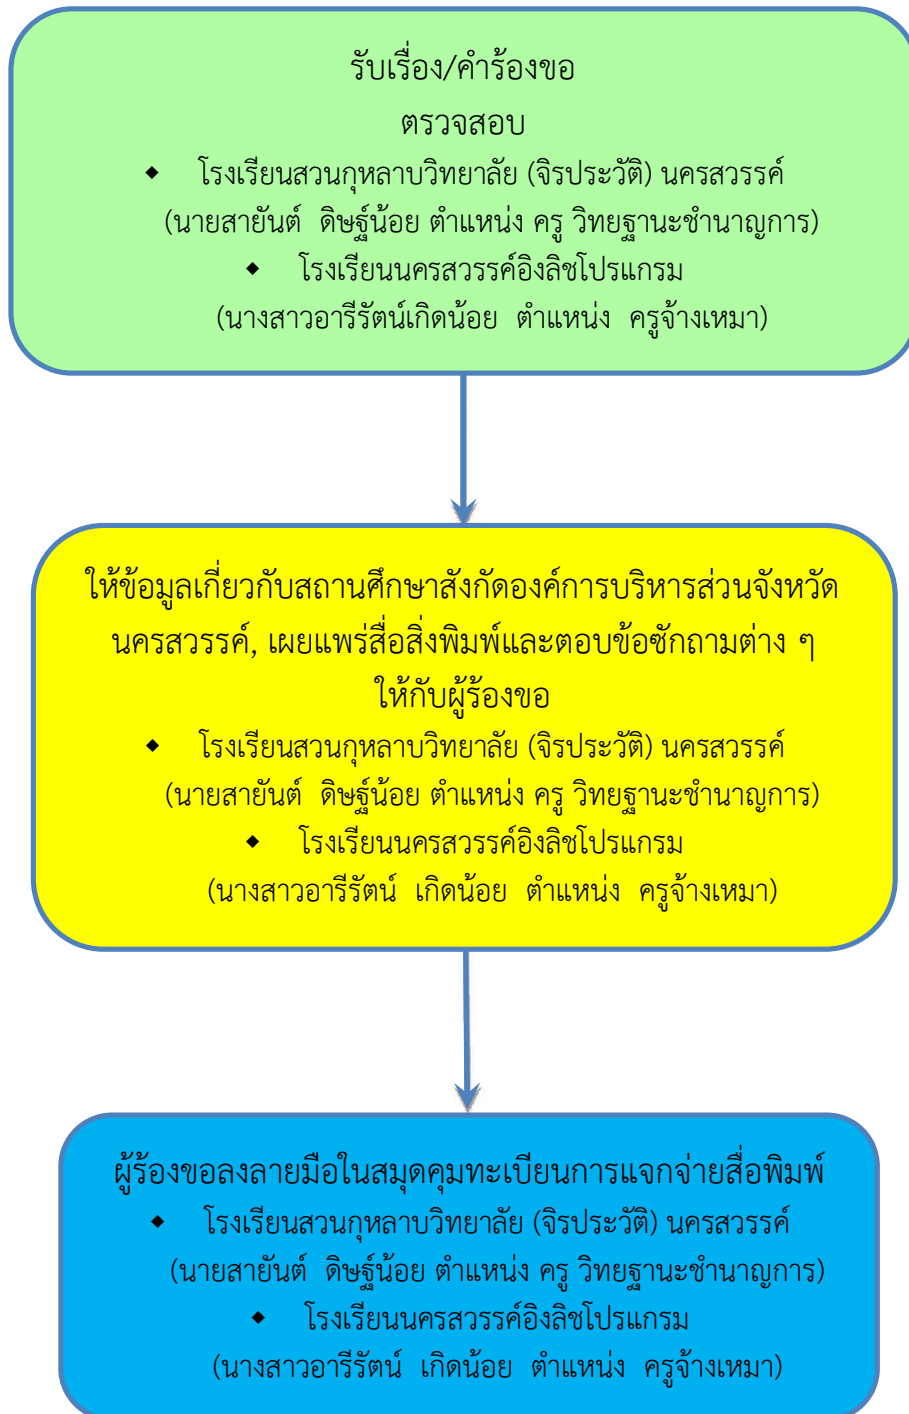 รับเรื่อง/คำร้องขอ
ตรวจสอบ
◆ โรงเรียนสวนกุหลาบวิทยาลัย (จิรประวัติ) นครสวรรค์
(นายสายันต์ ดิษฐ์น้อย ตำแหน่ง ครู วิทยฐานะชำนาญการ)
◆ โรงเรียนนครสวรรค์อิงลิชโปรแกรม
(นางสาวอารีรัตน์เกิดน้อย ตำแหน่ง ครูจ้างเหมา)
ให้ข้อมูลเกี่ยวกับสถานศึกษาสังกัดองค์การบริหารส่วนจังหวัด
นครสวรรค์, เผยแพร่สื่อสิ่งพิมพ์และตอบข้อซักถามต่าง ๆ
ให้กับผู้ร้องขอ
◆ โรงเรียนสวนกุหลาบวิทยาลัย (จิรประวัติ) นครสวรรค์
(นายสายันต์ ดิษฐ์น้อย ตำแหน่ง ครู วิทยฐานะชำนาญการ)
◆ โรงเรียนนครสวรรค์อิงลิชโปรแกรม
(นางสาวอารีรัตน์ เกิดน้อย ตำแหน่ง ครูจ้างเหมา)
ผู้ร้องขอลงลายมือในสมุดคุมทะเบียนการแจกจ่ายสื่อพิมพ์
◆ โรงเรียนสวนกุหลาบวิทยาลัย (จิรประวัติ) นครสวรรค์
(นายสายันต์ ดิษฐ์น้อย ตำแหน่ง ครู วิทยฐานะชำนาญการ)
◆ โรงเรียนนครสวรรค์อิงลิชโปรแกรม
(นางสาวอารีรัตน์ เกิดน้อย ตำแหน่ง ครูจ้างเหมา)